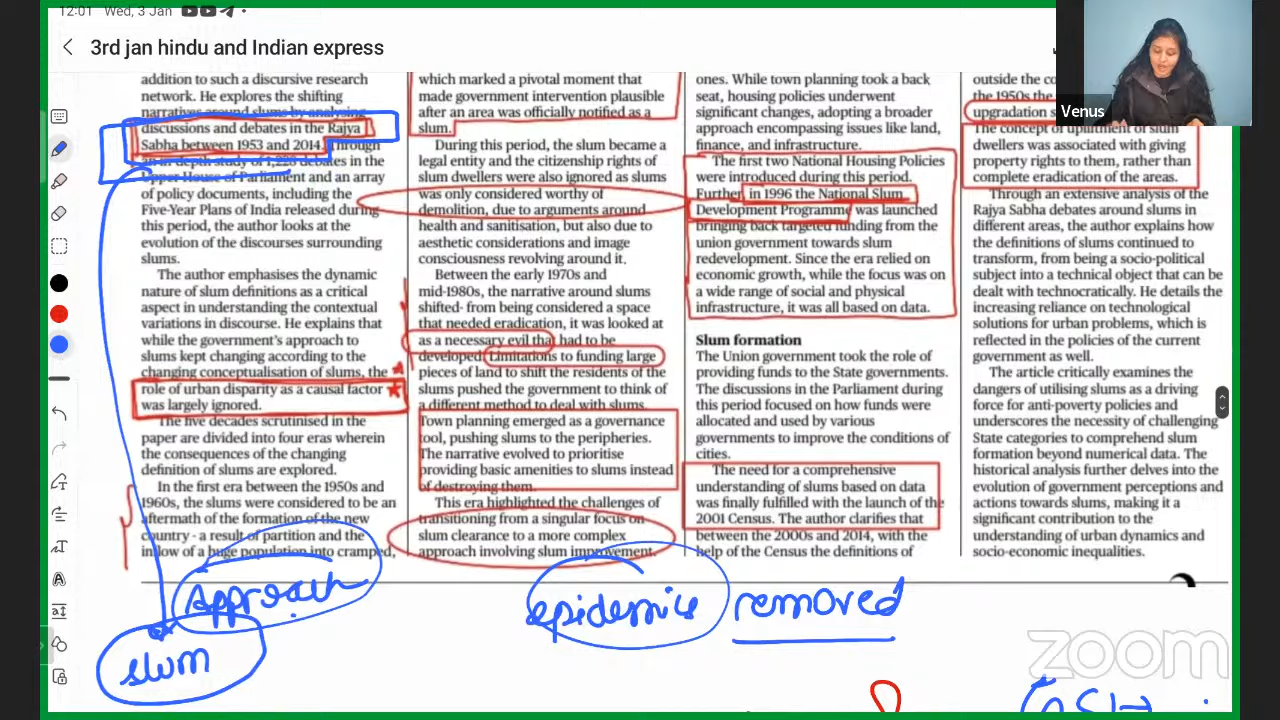 12:01 Wed, 3 Jan
3rd jan hindu and Indian express
Venus
addition to such a discursive research
network. He explores the shifting
narratives around slums by analysing
discussions and debates in the Rajya
Sabha between 1953 and 2014. Through
an in-depth study of 1,228 debates in the
Upper House of Parliament and an array
of policy documents, including the
Five-Year Plans of India released during
this period, the author looks at the
evolution of the discourses surrounding
slums.
The author emphasises the dynamic
nature of slum definitions as a critical
aspect in understanding the contextual
variations in discourse. He explains that
while the government's approach to
slums kept changing according to the
changing conceptualisation of slums, the
role of urban disparity as a causal factor
was largely ignored.
The five decades scrutinised in the
paper are divided into four eras wherein
the consequences of the changing
definition of slums are explored.
In the first era between the 1950s and
1960s, the slums were considered to be an
aftermath of the formation of the new
country - a result of partition and the
inflow of a huge population into cramped,
which marked a pivotal moment that
made government intervention plausible
after an area was officially notified as a
slum.
During this period, the slum became a
legal entity and the citizenship rights of
slum dwellers were also ignored as slums
was only considered worthy of
demolition, due to arguments around
health and sanitisation, but also due to
aesthetic considerations and image
consciousness revolving around it.
Between the early 1970s and
mid-1980s, the narrative around slums
shifted- from being considered a space
that needed eradication, it was looked at
as a necessary evil that had to be
developed. Limitations to funding large
pieces of land to shift the residents of the
slums pushed the government to think of
a different method to deal with slums.
Town planning emerged as a governance
tool, pushing slums to the peripheries.
The narrative evolved to prioritise
providing basic amenities to slums instead
of destroying them.
This era highlighted the challenges of
transitioning from a singular focus on
slum clearance to a more complex
approach involving slum improvement.
ones. While town planning took a back
seat, housing policies underwent
significant changes, adopting a broader
approach encompassing issues like land,
finance, and infrastructure.
The first two National Housing Policies
were introduced during this period.
Further, in 1996 the National Slum
Development Programme was launched
bringing back targeted funding from the
union government towards slum
redevelopment. Since the era relied on
economic growth, while the focus was on
a wide range of social and physical
infrastructure, it was all based on data.
Slum formation
The Union government took the role of
providing funds to the State governments.
The discussions in the Parliament during
this period focused on how funds were
allocated and used by various
governments to improve the conditions of
cities.
The need for a comprehensive
understanding of slums based on data
was finally fulfilled with the launch of the
2001 Census. The author clarifies that
between the 2000s and 2014, with the
help of the Census the definitions of
outside the
the 1950s the
upgradation
The concept of upliftment of slum
dwellers was associated with giving
property rights to them, rather than
complete eradication of the areas.
Through an extensive analysis of the
Rajya Sabha debates around slums in
different areas, the author explains how
the definitions of slums continued to
transform, from being a socio-political
subject into a technical object that can be
dealt with technocratically. He details the
increasing reliance on technological
solutions for urban problems, which is
reflected in the policies of the current
government as well.
The article critically examines the
dangers of utilising slums as a driving
force for anti-poverty policies and
underscores the necessity of challenging
State categories to comprehend slum
formation beyond numerical data. The
historical analysis further delves into the
evolution of government perceptions and
actions towards slums, making it a
significant contribution to the
understanding of urban dynamics and
socio-economic inequalities.
Approach
slum
epidemics removed
zoom